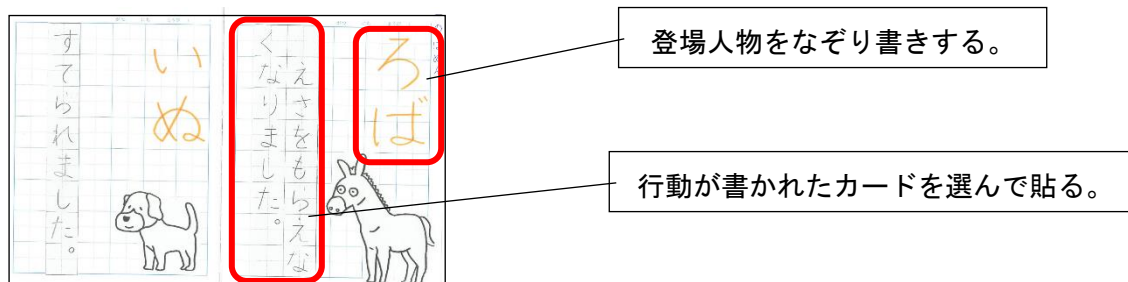 ろば
えさをもらえな
くなりました。
いぬ
すてられました。
登場人物をなぞり書きする。
行動が書かれたカードを選んで貼る。